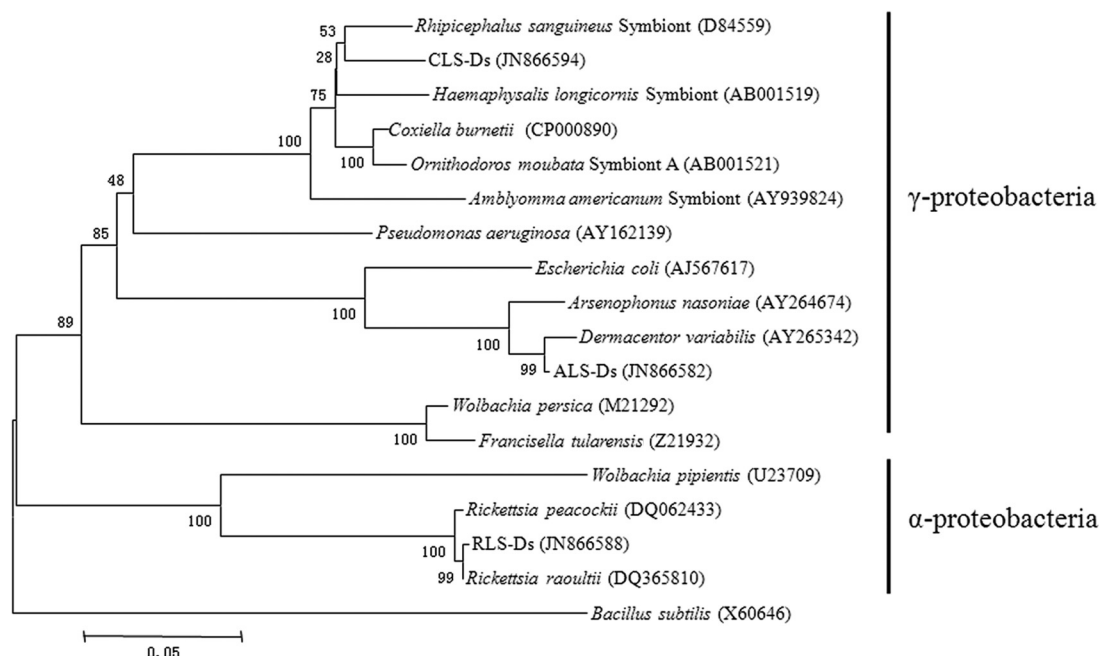 Rhipicephalus sanguineus Symbiont (D84559)
53
28
CLS-Ds (JN866594)
75
Haemaphysalis longicornis Symbiont (AB001519)
Coxiella burnetii (CP000890)
100
100
Ornithodoros moubata Symbiont A (AB001521)
48
Amblyomma americanum Symbiont (AY939824)
γ-proteobacteria
85
Pseudomonas aeruginosa (AY162139)
Escherichia coli (AJ567617)
Arsenophonus nasoniae (AY264674)
100
89
Dermacentor variabilis (AY265342)
100
99
ALS-Ds (JN866582)
Wolbachia persica (M21292)
100
Francisella tularensis (Z21932)
Wolbachia pipientis (U23709)
Rickettsia peacockii (DQ062433)
α-proteobacteria
100
RLS-Ds (JN866588)
100
99
Rickettsia raoultii (DQ365810)
Bacillus subtilis (X60646)
0.05